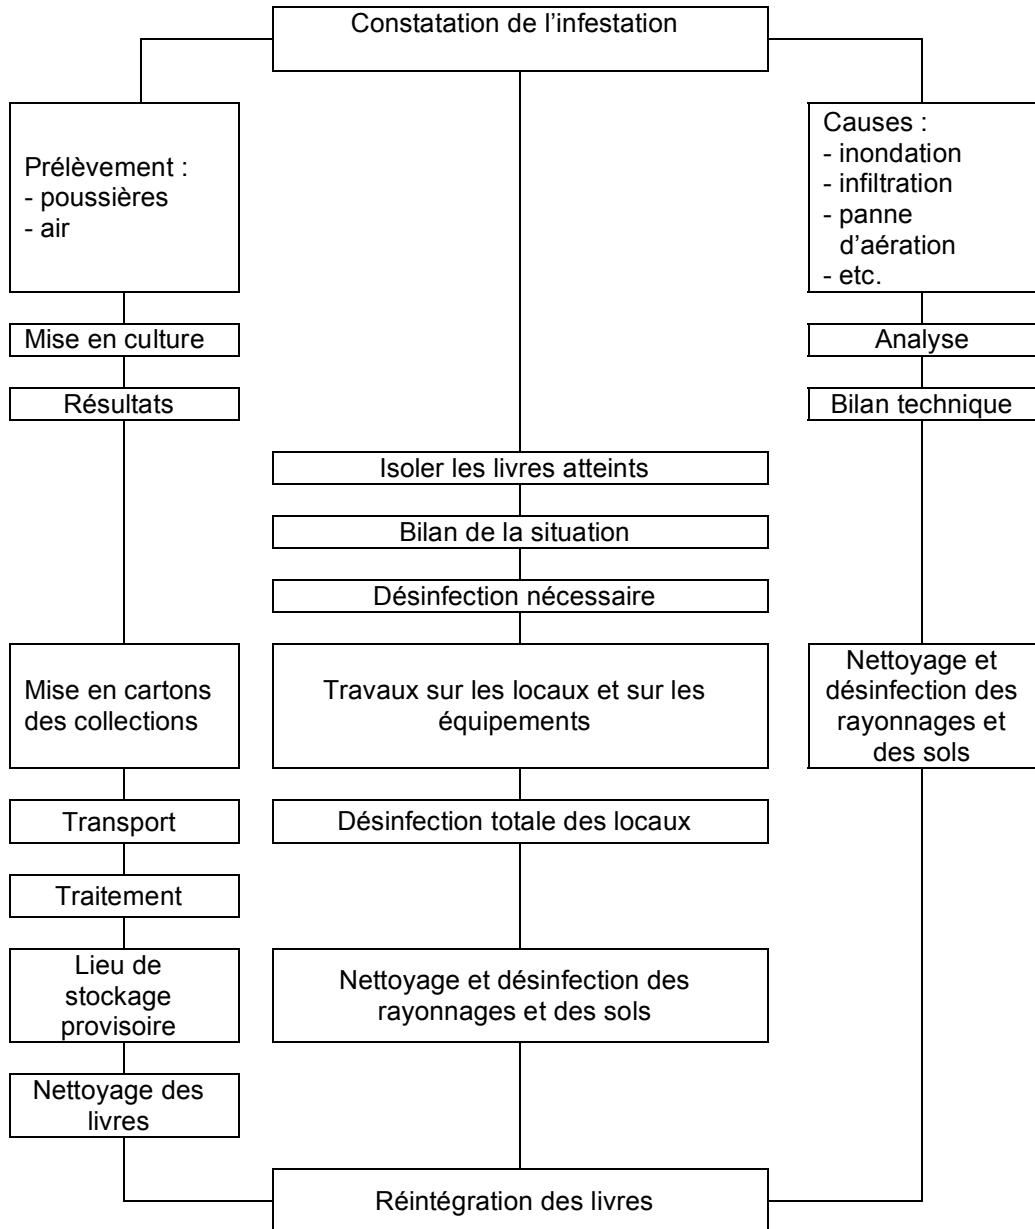 Constatation de l’infestation
Prélèvement :
- poussières
- air
Causes :
- inondation
- infiltration
- panne
d’aération
- etc.
Mise en culture
Analyse
Résultats
Bilan technique
Isoler les livres atteints
Bilan de la situation
Désinfection nécessaire
Mise en cartons
des collections
Travaux sur les locaux et sur les
équipements
Nettoyage et
désinfection des
rayonnages et
des sols
Transport
Désinfection totale des locaux
Traitement
Lieu de
stockage
provisoire
Nettoyage et désinfection des
rayonnages et des sols
Nettoyage des
livres
Réintégration des livres